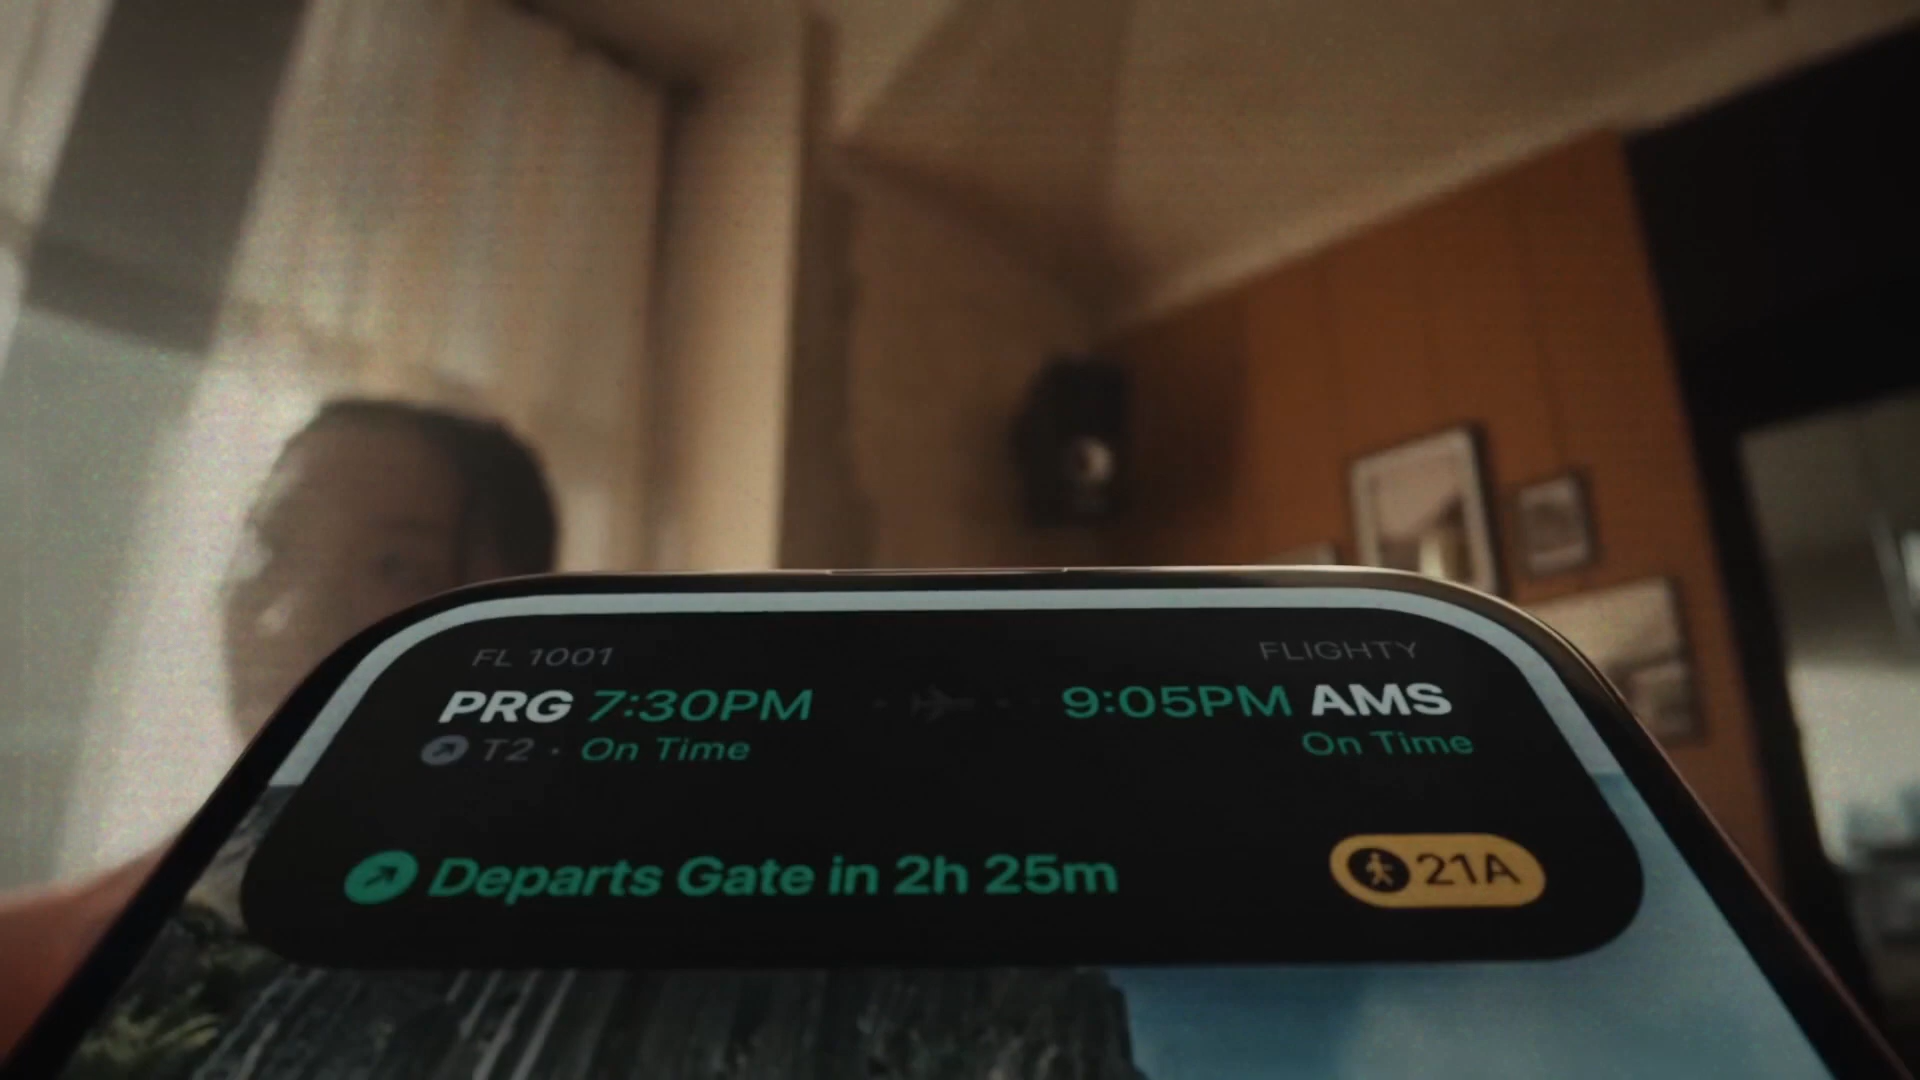 FL 1001 FLIGHTY
PRG 7:30PM 9:05PM AMS
T2 · On Time On Time
Departs Gate in 2h 25m 21A